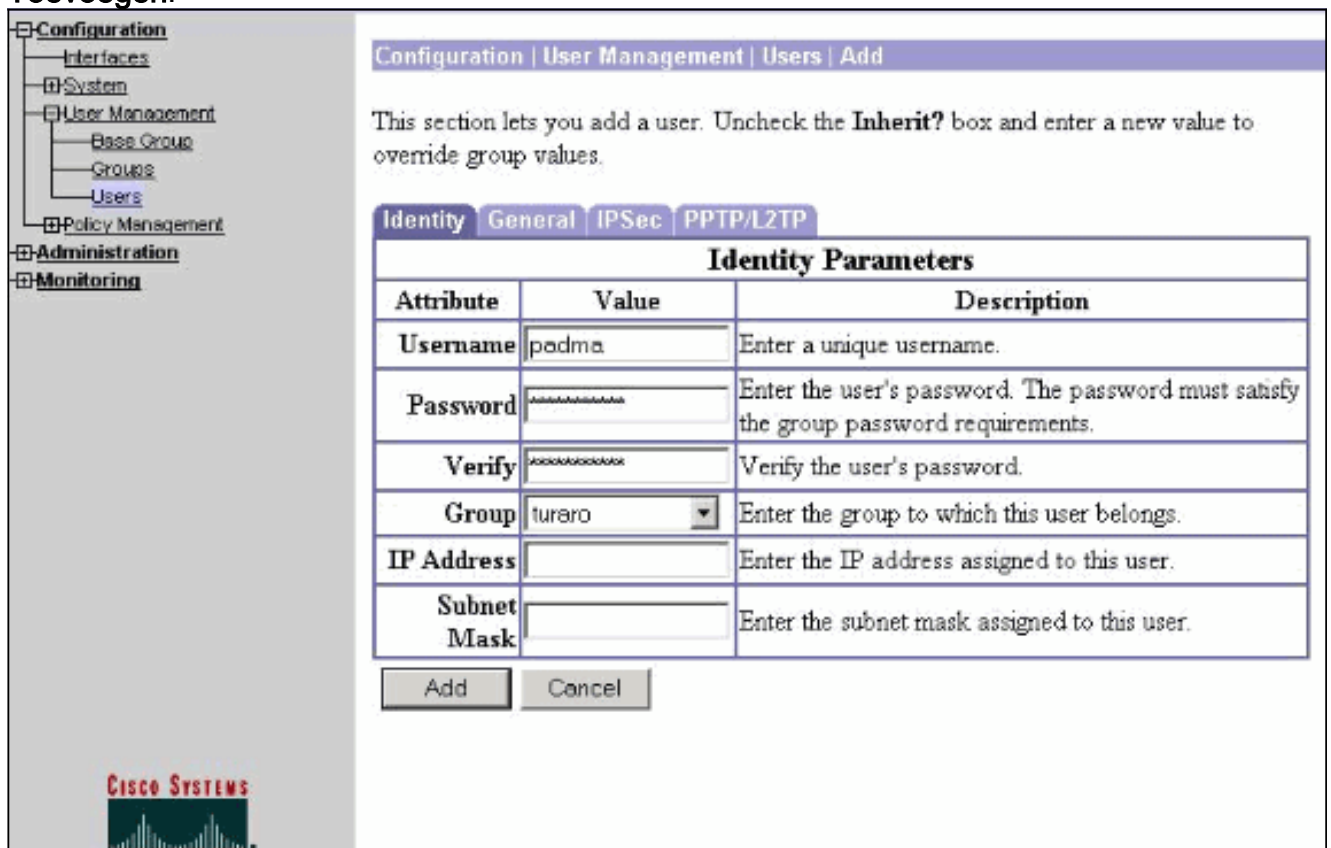 Toevoegen.
Configuration
Interfaces
System
User Management
Base Group
Groups
Users
Policy Management
Administration
Monitoring
Configuration | User Management | Users | Add
This section lets you add a user. Uncheck the Inherit? box and enter a new value to
override group values.
Identity General IPSec PPTP/L2TP
Identity Parameters
Attribute Value Description
Username padma Enter a unique username.
Password *********** Enter the user's password. The password must satisfy
the group password requirements.
Verify *********** Verify the user's password.
Group turaro Enter the group to which this user belongs.
IP Address Enter the IP address assigned to this user.
Subnet
Mask Enter the subnet mask assigned to this user.
Add Cancel
CISCO SYSTEMS